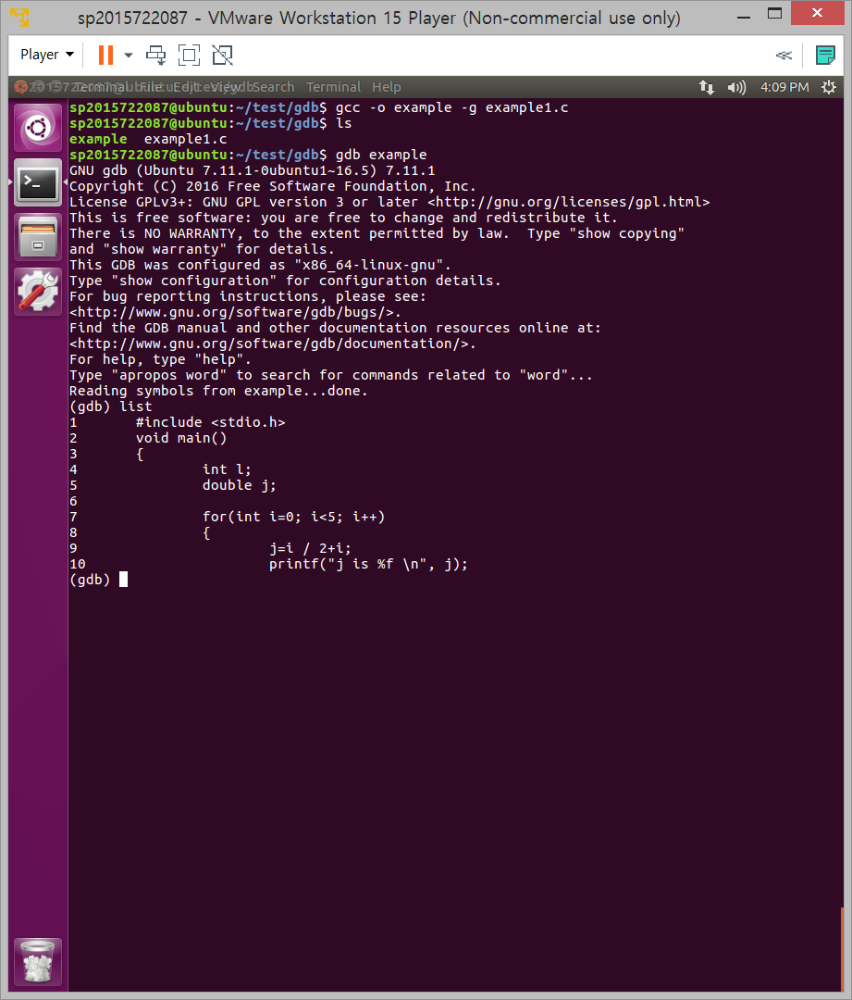 sp2015722087 - VMware Workstation 15 Player (Non-commercial use only)
Player
Terminal File Edit View Search Terminal Help
4:09 PM
sp2015722087@ubuntu:~/test/gdb$ gcc -o example -g example1.c
sp2015722087@ubuntu:~/test/gdb$ ls
example  example1.c
sp2015722087@ubuntu:~/test/gdb$ gdb example
GNU gdb (Ubuntu 7.11.1-0ubuntu1~16.5) 7.11.1
Copyright (C) 2016 Free Software Foundation, Inc.
License GPLv3+: GNU GPL version 3 or later <http://gnu.org/licenses/gpl.html>
This is free software: you are free to change and redistribute it.
There is NO WARRANTY, to the extent permitted by law.  Type "show copying"
and "show warranty" for details.
This GDB was configured as "x86_64-linux-gnu".
Type "show configuration" for configuration details.
For bug reporting instructions, please see:
<http://www.gnu.org/software/gdb/bugs/>.
Find the GDB manual and other documentation resources online at:
<http://www.gnu.org/software/gdb/documentation/>.
For help, type "help".
Type "apropos word" to search for commands related to "word"...
Reading symbols from example...done.
(gdb) list
1       #include <stdio.h>
2       void main()
3       {
4               int l;
5               double j;
6
7               for(int i=0; i<5; i++)
8               {
9                       j=i / 2+i;
10                      printf("j is %f \n", j);
(gdb)